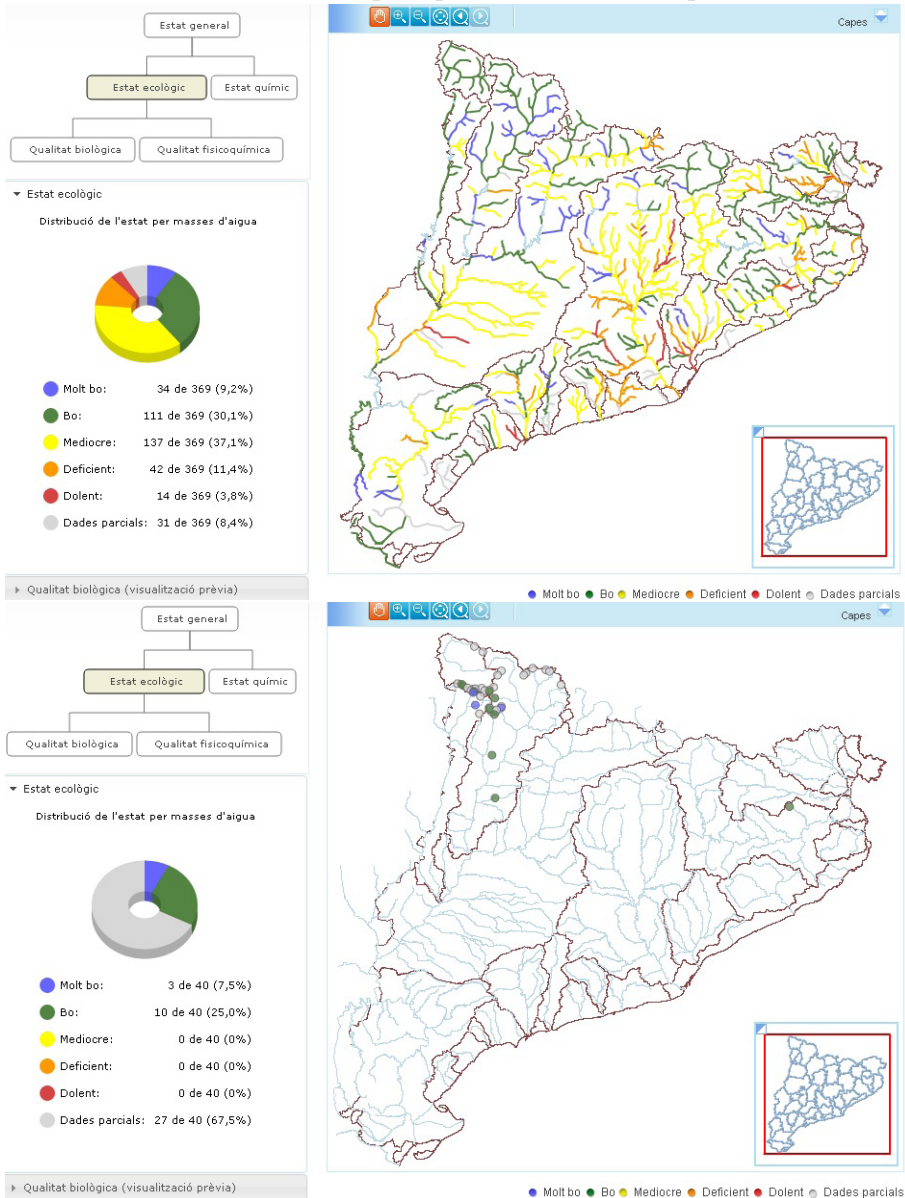 Estat general
Estat ecològic
Estat químic
Qualitat biològica
Qualitat fisicoquímica
Estat ecològic
Distribució de l'estat per masses d'aigua
Molt bo: 34 de 369 (9,2%)
Bo: 111 de 369 (30,1%)
Mediocre: 137 de 369 (37,1%)
Deficient: 42 de 369 (11,4%)
Dolent: 14 de 369 (3,8%)
Dades parcials: 31 de 369 (8,4%)
Qualitat biològica (visualització prèvia)
Capes
Molt bo Bo Mediocre Deficient Dolent Dades parcials
Estat general
Estat ecològic
Estat químic
Qualitat biològica
Qualitat fisicoquímica
Estat ecològic
Distribució de l'estat per masses d'aigua
Molt bo: 3 de 40 (7,5%)
Bo: 10 de 40 (25,0%)
Mediocre: 0 de 40 (0%)
Deficient: 0 de 40 (0%)
Dolent: 0 de 40 (0%)
Dades parcials: 27 de 40 (67,5%)
Qualitat biològica (visualització prèvia)
Capes
Molt bo Bo Mediocre Deficient Dolent Dades parcials